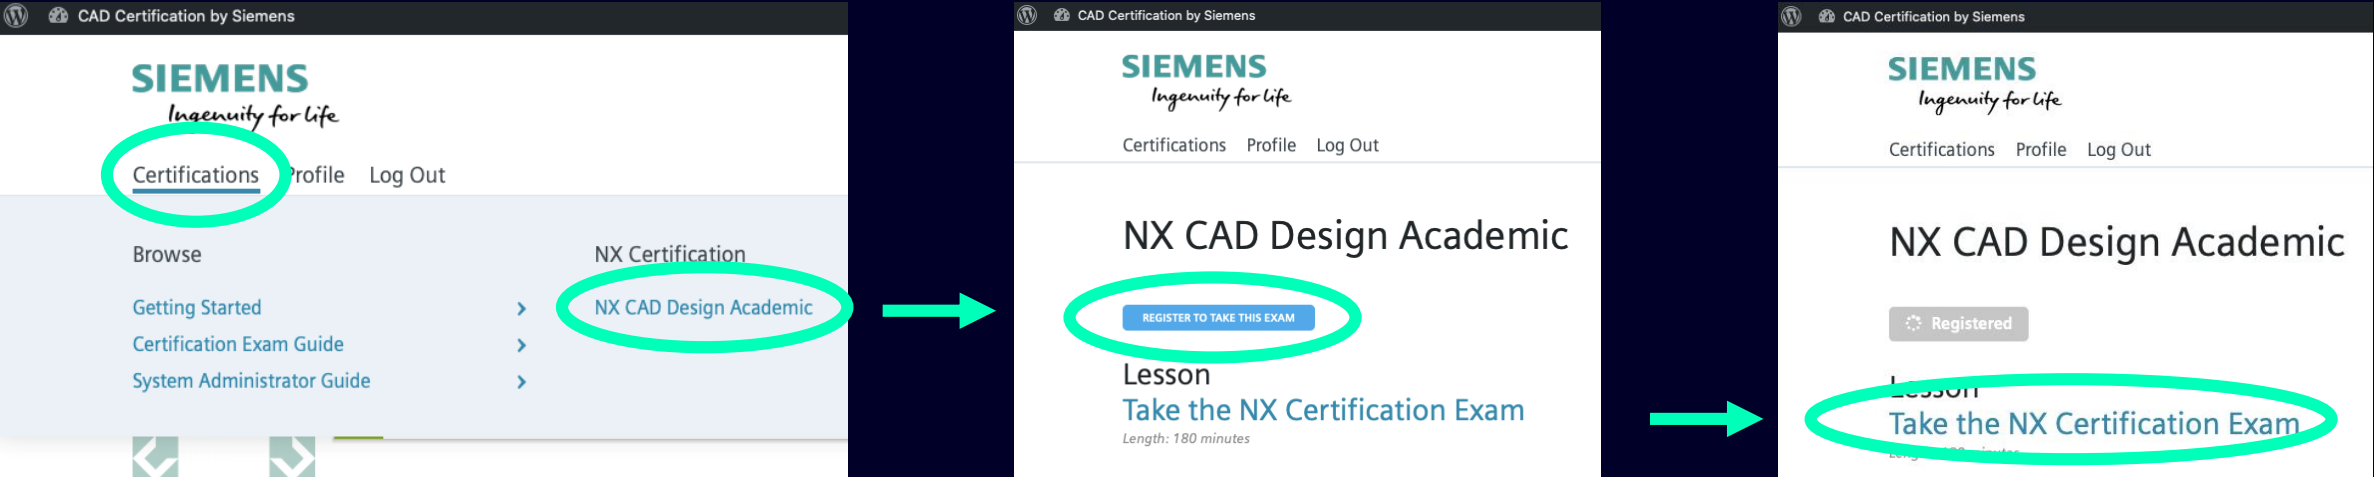 CAD Certification by Siemens
SIEMENS
Ingenuity for life
Certifications Profile Log Out
Browse
Getting Started
Certification Exam Guide
System Administrator Guide
NX Certification
NX CAD Design Academic
CAD Certification by Siemens
SIEMENS
Ingenuity for life
Certifications Profile Log Out
NX CAD Design Academic
REGISTER TO TAKE THIS EXAM
Lesson
Take the NX Certification Exam
Length: 180 minutes
CAD Certification by Siemens
SIEMENS
Ingenuity for life
Certifications Profile Log Out
NX CAD Design Academic
Registered
Lesson
Take the NX Certification Exam